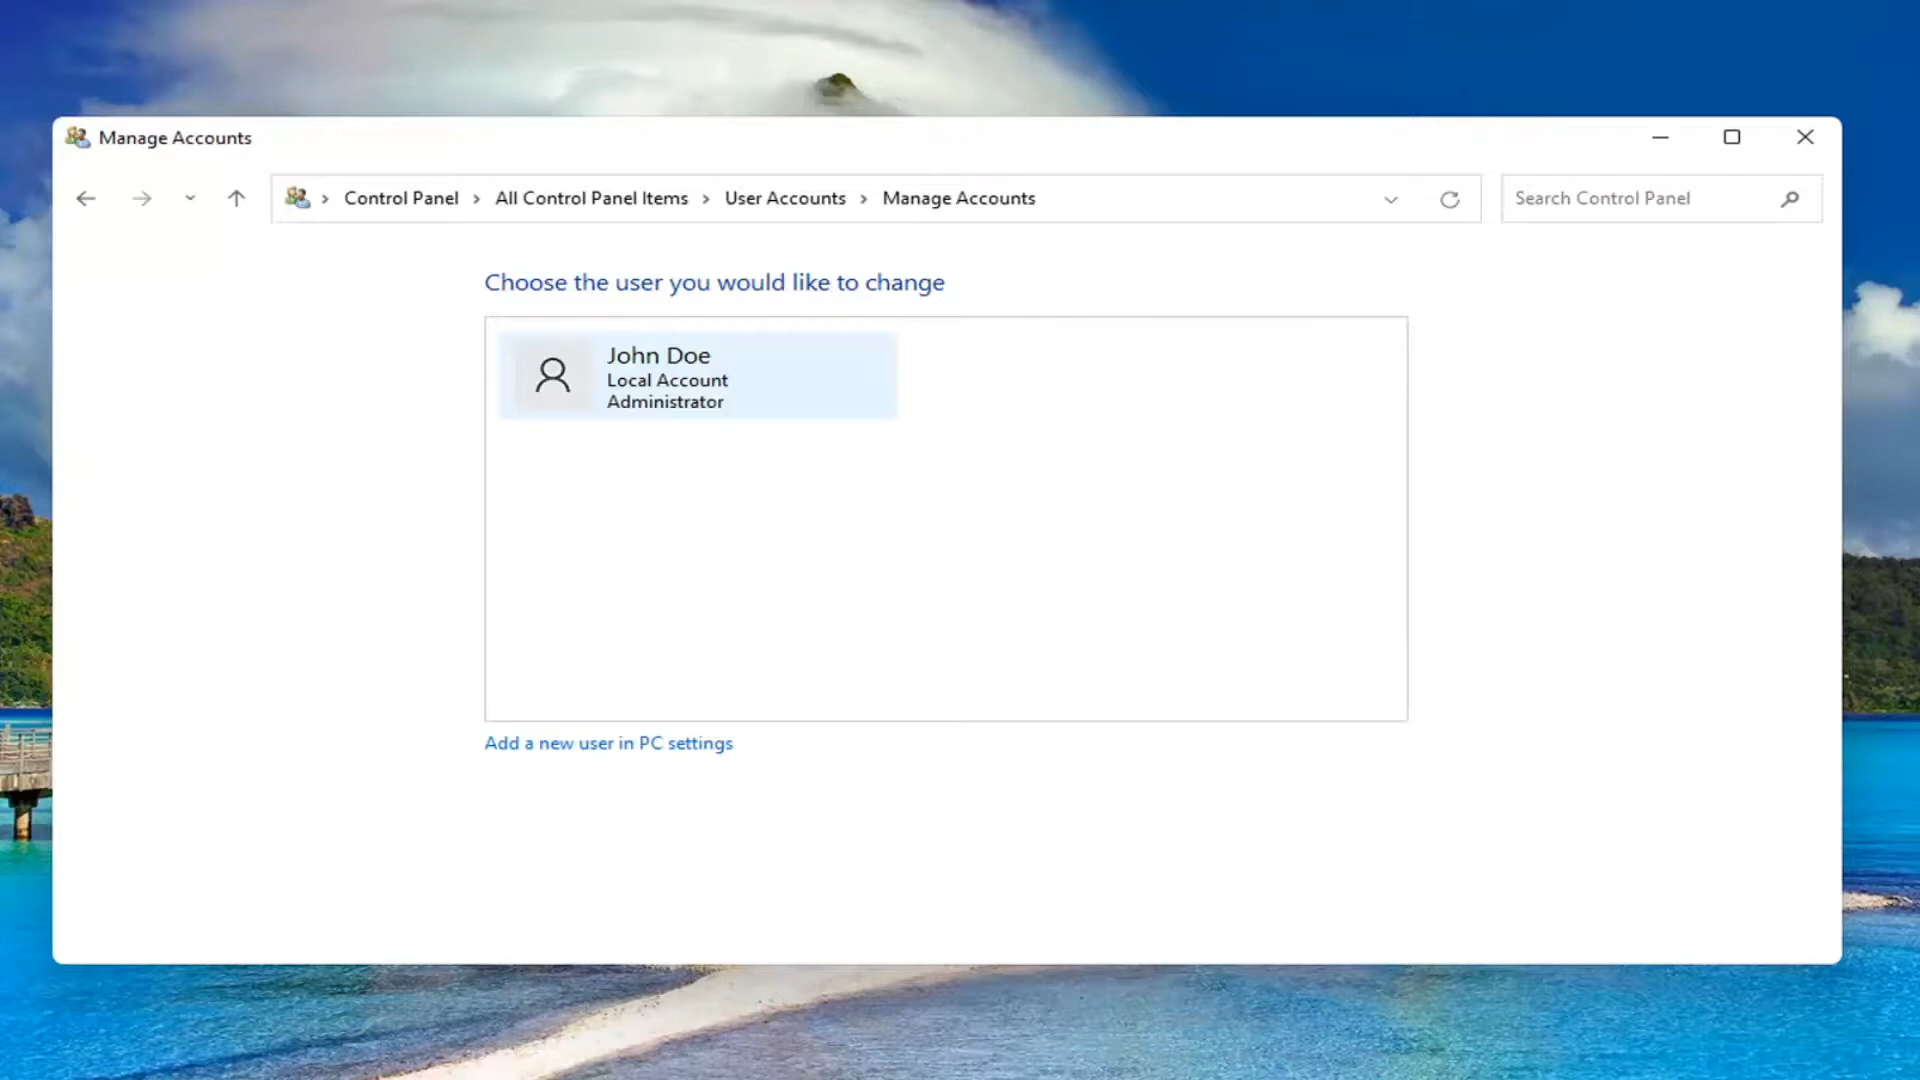 Manage Accounts
Control Panel > All Control Panel Items > User Accounts > Manage Accounts
Search Control Panel
Choose the user you would like to change
John Doe
Local Account
Administrator
Add a new user in PC settings